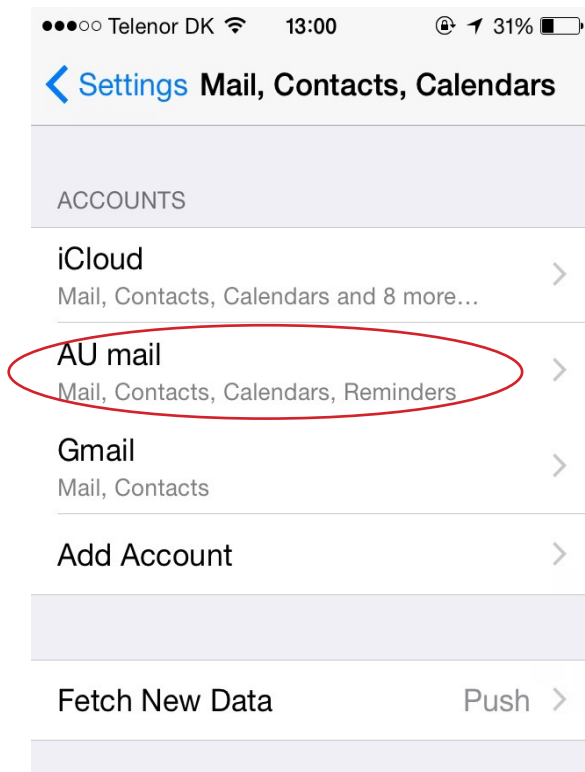 Telenor DK 13:00 31%
Settings Mail, Contacts, Calendars
ACCOUNTS
iCloud
Mail, Contacts, Calendars and 8 more...
AU mail
Mail, Contacts, Calendars, Reminders
Gmail
Mail, Contacts
Add Account
Fetch New Data Push